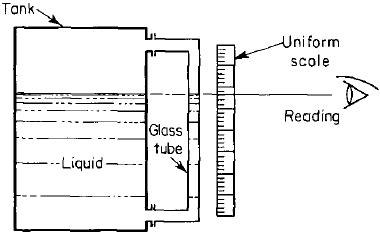 Tank
Uniform
scale
Reading
Glass
tube
Liquid